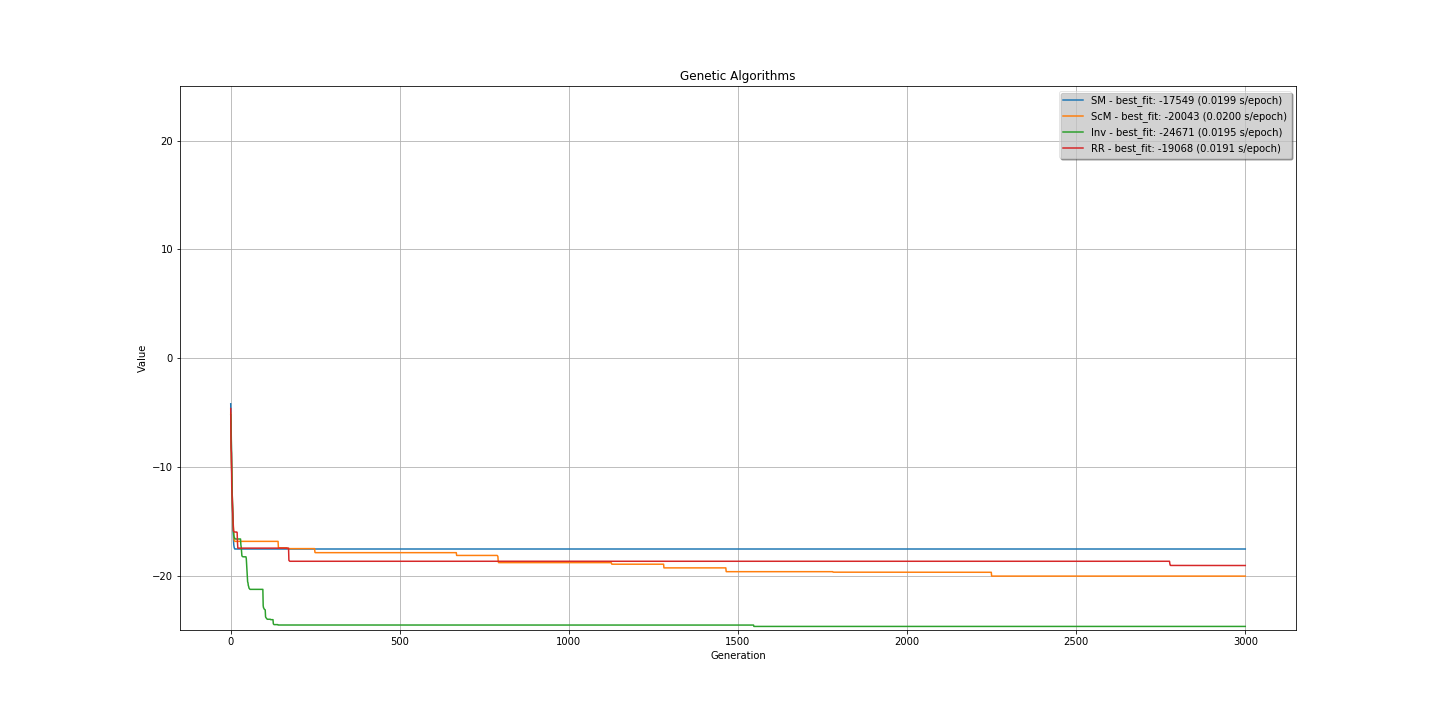 Genetic Algorithms
SM - best_fit: -17549 (0.0199 s/epoch)
ScM - best_fit: -20043 (0.0200 s/epoch)
Inv - best_fit: -24671 (0.0195 s/epoch)
RR - best_fit: -19068 (0.0191 s/epoch)
20
10
0
−10
−20
Value
0 500 1000 1500 2000 2500 3000
Generation